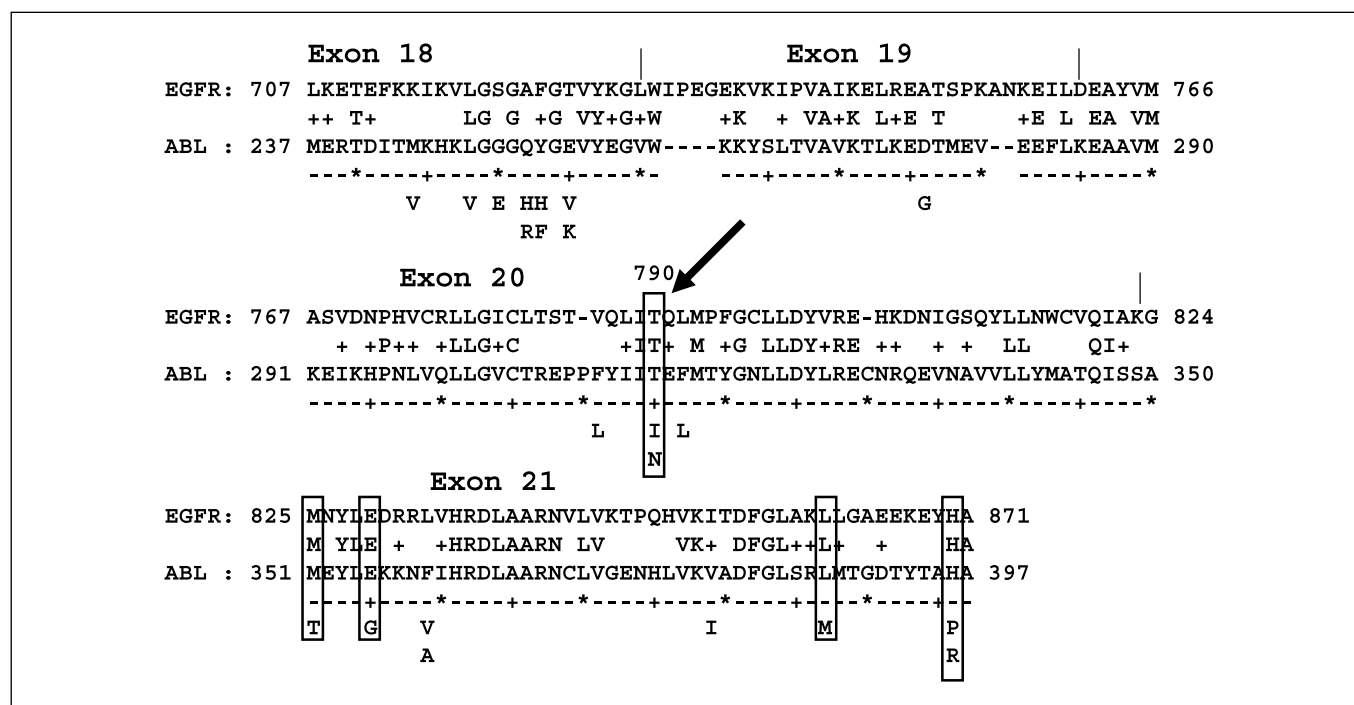 Exon 18 Exon 19
EGFR: 707 LKETEFKKIKVLGSGAFGTVYKGLWIPEGEKVKIPVAIKELREATSPKANKEILDEAYVM 766
++ T+ LG G +G VY+G+W +K + VA+K L+E T +E L EA VM
ABL : 237 MERTDITMKHKLGGGQYGEVYEGVW----KKYSLTVAVKTLKEDTMEV--EEFLKEAAVM 290
---*----+----*----+----*- ----+----*----+----* ----+----*
V V E HH V G
RF K
Exon 20 790
EGFR: 767 ASVDNPHVCRLLGICLTST-VQLITQLMPFGCLLDYVRE-HKDNIGSQYLLNWCVQIAKG 824
+ +P++ +LLG+C +IT+ M +G LLDY+RE ++ + + LL QI+
ABL : 291 KEIKHPNLVQLLGVCTREPPFYIITEFMTYGNLLDYLRECNRQEVNAVVLLYMATQISSA 350
----+----*----+----*----+----*----+----*----+----*----+----*
L I L
N
Exon 21
EGFR: 825 MNYLEDRRLVHRDLAARNVLVKTPQHVKITDFGLAKLLGAEEKEYHA 871
M YLE + +HRDLAARN LV VK+ DFGL++L+ + HA
ABL : 351 MEYLEKKNFIHRDLAARNCLVGENHLVKVADFGLSRLMTGDTYTAHA 397
----+----*----+----*----+----*----+----*----+--
T G V I M P
A R